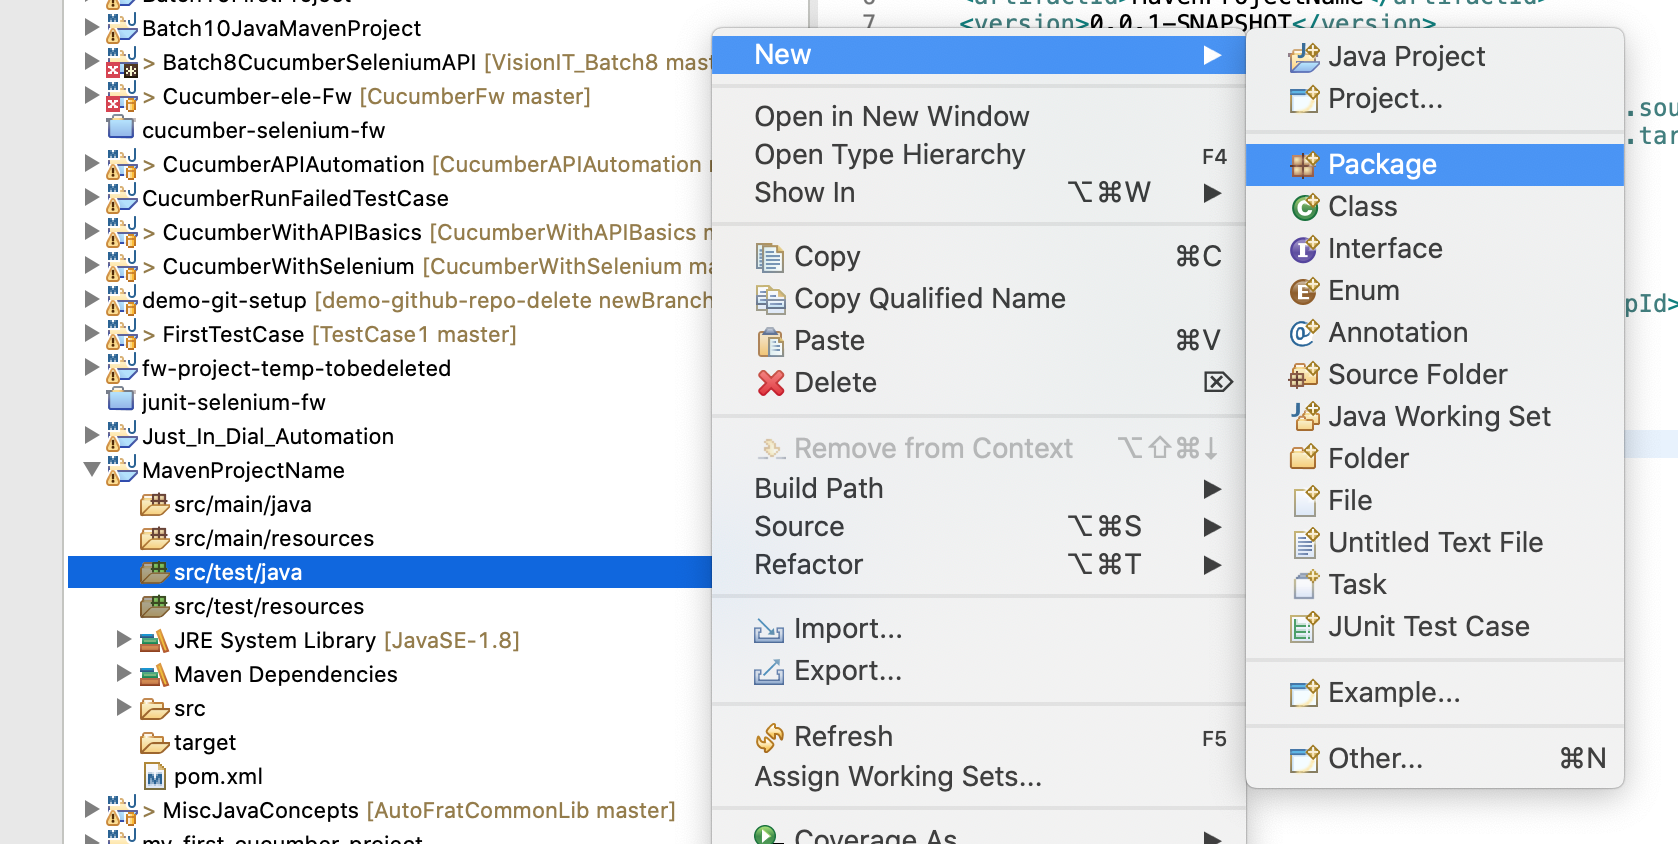 Batch10JavaMavenProject
> Batch8CucumberSeleniumAPI [VisionIT_Batch8 mast
> Cucumber-ele-Fw [CucumberFw master]
cucumber-selenium-fw
> CucumberAPIAutomation [CucumberAPIAutomation
CucumberRunFailedTestCase
> CucumberWithAPIBasics [CucumberWithAPIBasics
> CucumberWithSelenium [CucumberWithSelenium ma
demo-git-setup [demo-github-repo-delete newBranch
> FirstTestCase [TestCase1 master]
fw-project-temp-tobedeleted
junit-selenium-fw
Just_In_Dial_Automation
MavenProjectName
src/main/java
src/main/resources
src/test/java
src/test/resources
JRE System Library [JavaSE-1.8]
Maven Dependencies
src
target
pom.xml
> MiscJavaConcepts [AutoFratCommonLib master]
my-first-cucumber-project
7 <version>0.0.1-SNAPSHOT</version>
New
Open in New Window
Open Type Hierarchy F4
Show In ⌥⌘W
Copy ⌘C
Copy Qualified Name
Paste ⌘V
Delete ⌦
Remove from Context ⌥⇧⌘↓
Build Path
Source ⌥⌘S
Refactor ⌥⌘T
Import...
Export...
Refresh F5
Assign Working Sets...
Coverage As
Java Project
Project...
Package
Class
Interface
Enum
Annotation
Source Folder
Java Working Set
Folder
File
Untitled Text File
Task
JUnit Test Case
Example...
Other... ⌘N
.sou
.tar
pId>